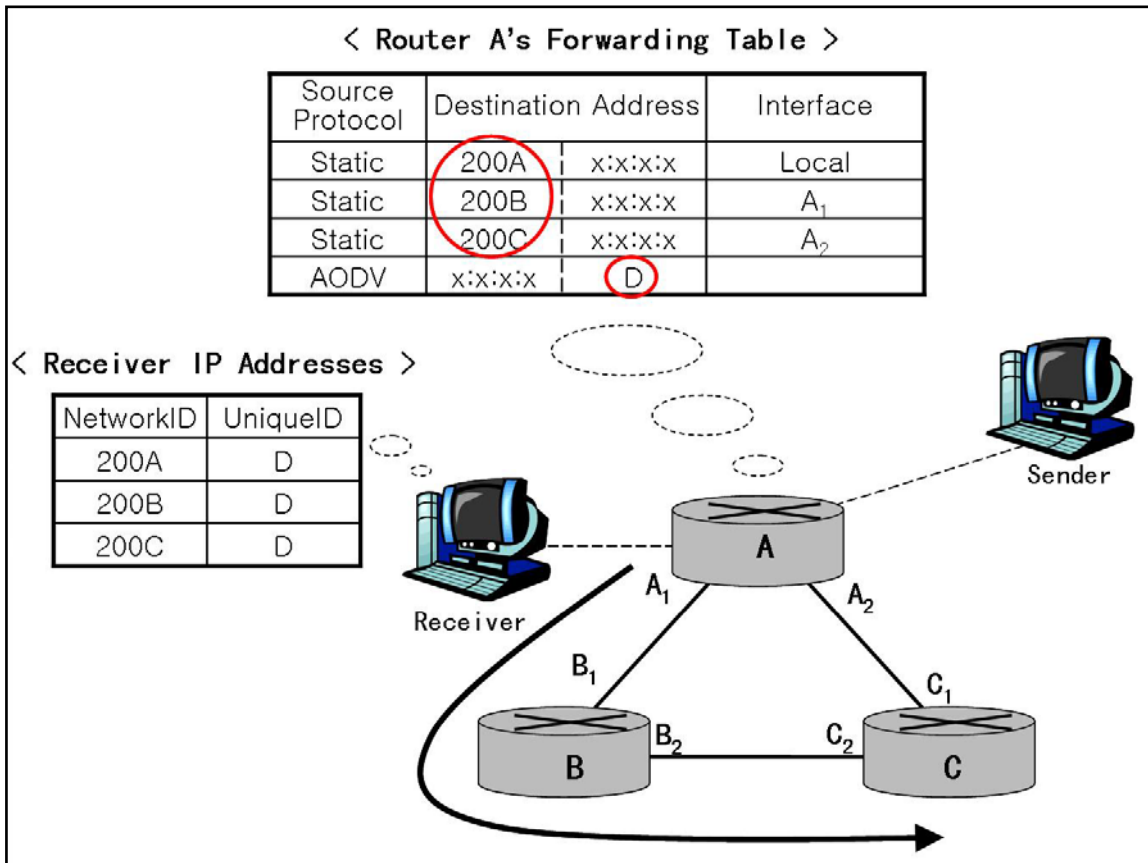 < Router A's Forwarding Table >
Source Protocol Destination Address Interface
Static 200A x:x:x:x Local
Static 200B x:x:x:x A₁
Static 200C x:x:x:x A₂
AODV x:x:x:x D
< Receiver IP Addresses >
NetworkID UniqueID
200A D
200B D
200C D
Sender
Receiver
A
A₁
A₂
B₁
C₁
B₂
C₂
B
C